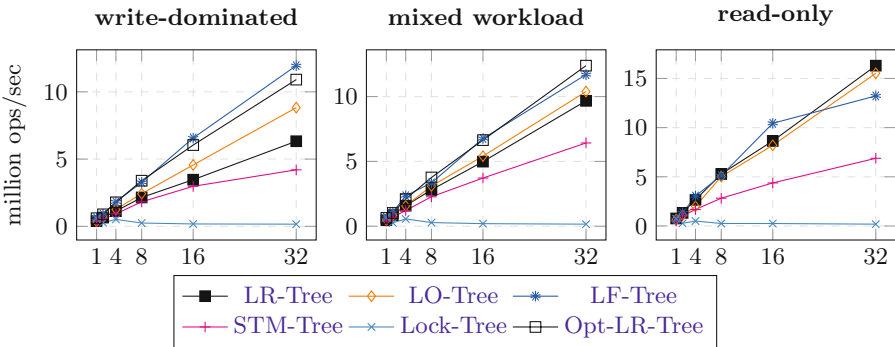 write-dominated mixed workload read-only
million ops/sec
10
5
0
1 4 8 16 32
10
5
0
1 4 8 16 32
15
10
5
0
1 4 8 16 32
LR-Tree LO-Tree LF-Tree
STM-Tree Lock-Tree Opt-LR-Tree